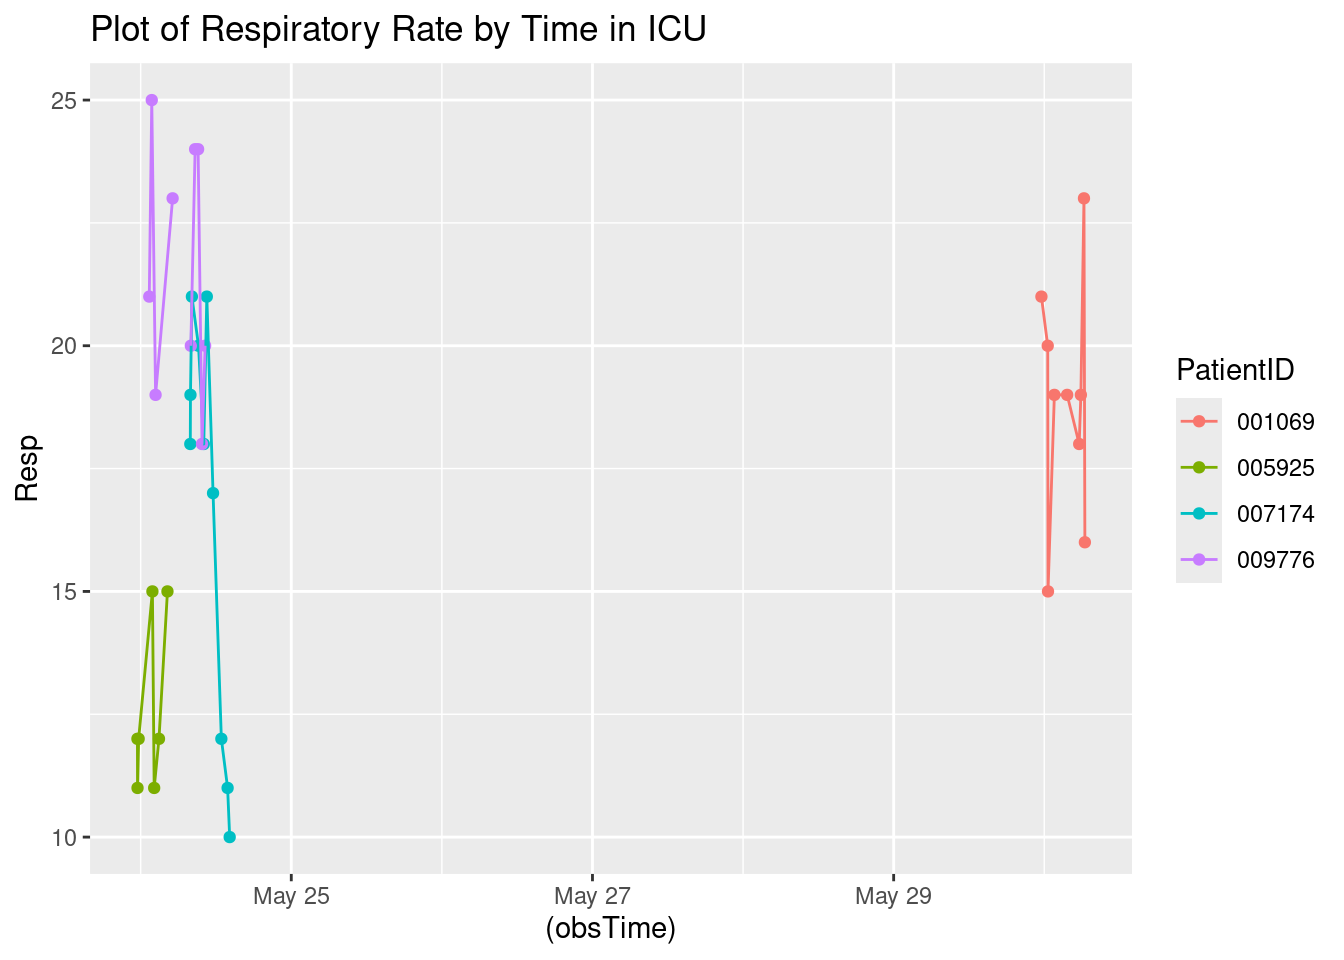 Plot of Respiratory Rate by Time in ICU
25
20
15
10
Resp
May 25
May 27
May 29
(obsTime)
PatientID
001069
005925
007174
009776